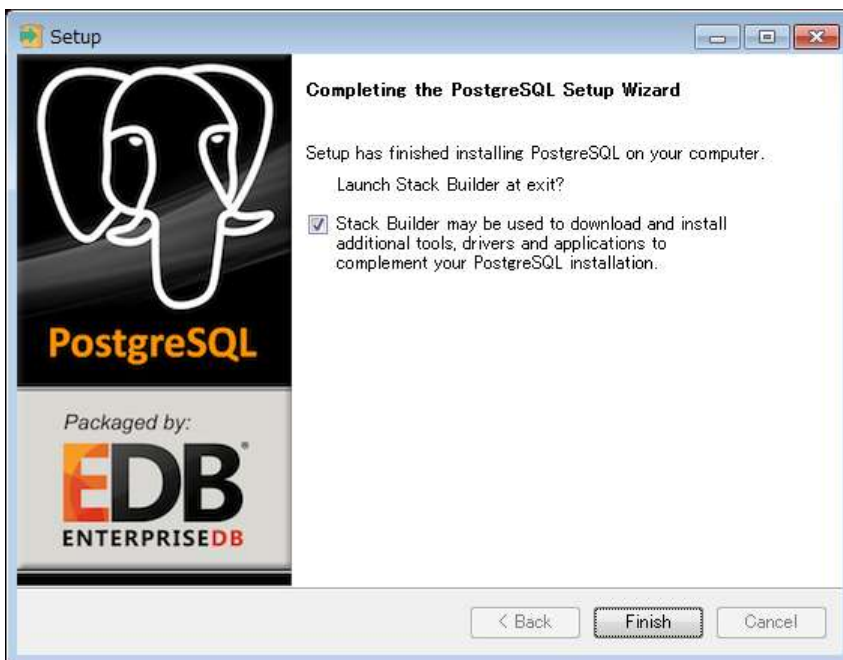 Setup
Completing the PostgreSQL Setup Wizard
Setup has finished installing PostgreSQL on your computer.
Launch Stack Builder at exit?
Stack Builder may be used to download and install
additional tools, drivers and applications to
complement your PostgreSQL installation.
PostgreSQL
Packaged by:
EDB
ENTERPRISEDB
< Back
Finish
Cancel